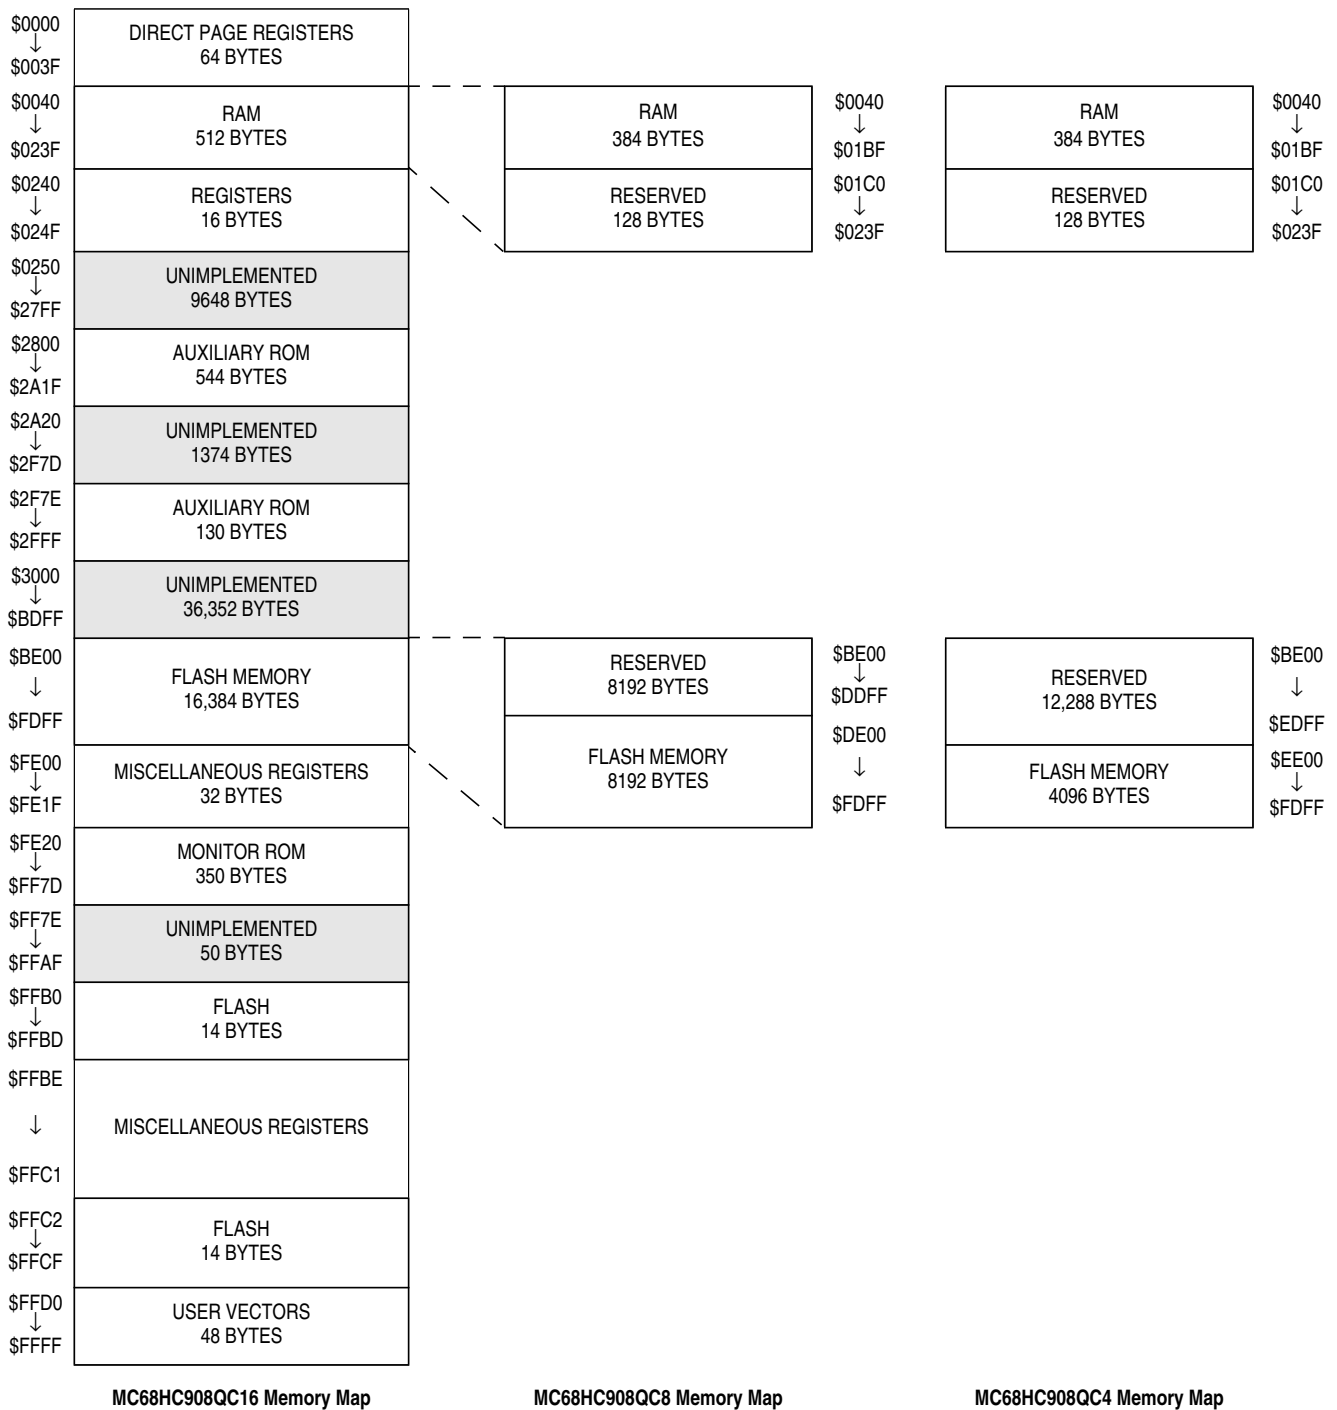 $0000
↓
$003F
DIRECT PAGE REGISTERS
64 BYTES
$0040
↓
$023F
RAM
512 BYTES
RAM
384 BYTES
$0040
↓
$01BF
RAM
384 BYTES
$0040
↓
$01BF
$0240
↓
$024F
REGISTERS
16 BYTES
RESERVED
128 BYTES
$01C0
↓
$023F
RESERVED
128 BYTES
$01C0
↓
$023F
$0250
↓
$27FF
UNIMPLEMENTED
9648 BYTES
$2800
↓
$2A1F
AUXILIARY ROM
544 BYTES
$2A20
↓
$2F7D
UNIMPLEMENTED
1374 BYTES
$2F7E
↓
$2FFF
AUXILIARY ROM
130 BYTES
$3000
↓
$BDFF
UNIMPLEMENTED
36,352 BYTES
$BE00
↓
$FDFF
FLASH MEMORY
16,384 BYTES
RESERVED
8192 BYTES
$BE00
↓
$DDFF
RESERVED
12,288 BYTES
$BE00
↓
$EDFF
$FE00
↓
$FE1F
MISCELLANEOUS REGISTERS
32 BYTES
FLASH MEMORY
8192 BYTES
$DE00
↓
$FDFF
FLASH MEMORY
4096 BYTES
$EE00
↓
$FDFF
$FE20
↓
$FF7D
MONITOR ROM
350 BYTES
$FF7E
↓
$FFAF
UNIMPLEMENTED
50 BYTES
$FFB0
↓
$FFBD
FLASH
14 BYTES
$FFBE
↓
$FFC1
MISCELLANEOUS REGISTERS
$FFC2
↓
$FFCF
FLASH
14 BYTES
$FFD0
↓
$FFFF
USER VECTORS
48 BYTES
MC68HC908QC16 Memory Map
MC68HC908QC8 Memory Map
MC68HC908QC4 Memory Map